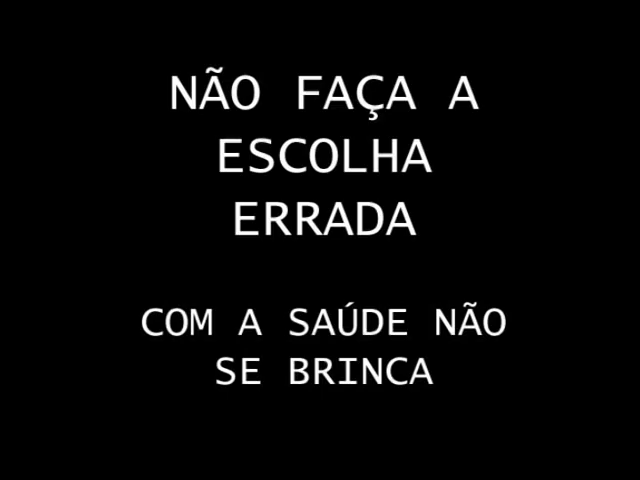 NÃO FAÇA A
ESCOLHA
ERRADA
COM A SAÚDE NÃO
SE BRINCA